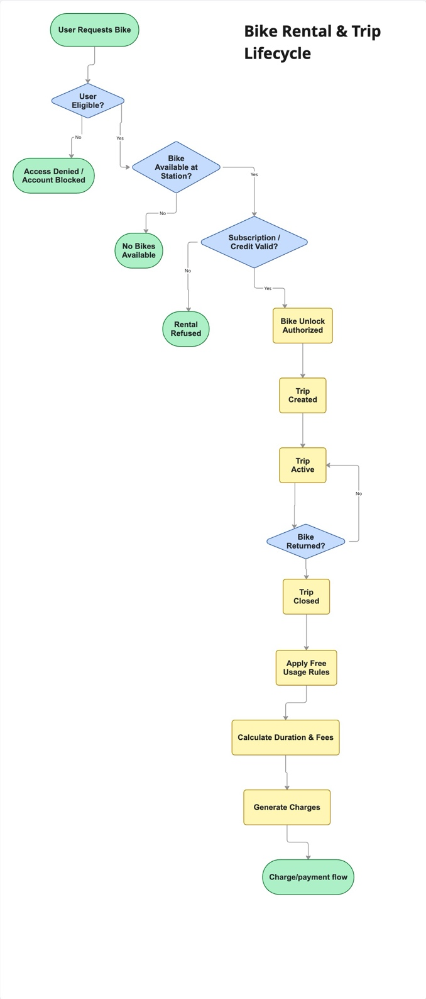 User Requests Bike
Bike Rental & Trip
Lifecycle
User
Eligible?
No
Yes
Access Denied /
Account Blocked
Bike
Available at
Station?
Yes
No
No Bikes
Available
Subscription /
Credit Valid?
No
Yes
Rental
Refused
Bike Unlock
Authorized
Trip
Created
Trip
Active
No
Bike
Returned?
Trip
Closed
Apply Free
Usage Rules
Calculate Duration & Fees
Generate Charges
Charge/payment flow